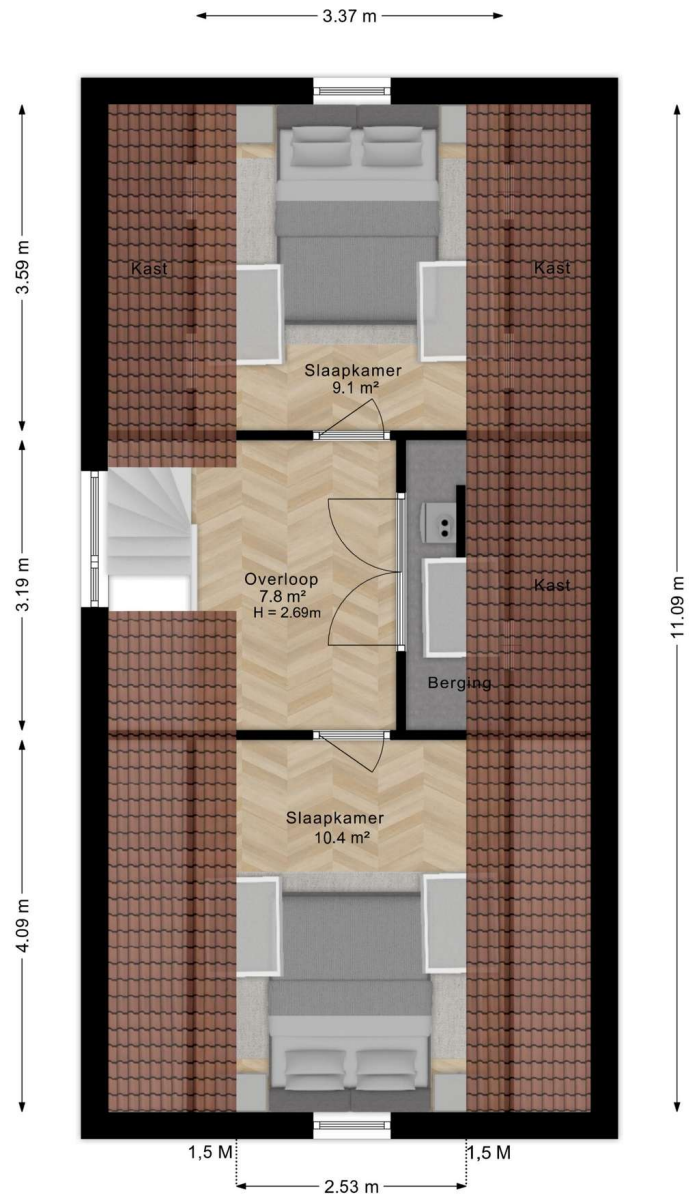 3.37 m
3.59 m
Kast
Kast
Slaapkamer
9.1 m²
3.19 m
11.09 m
Overloop
7.8 m²
H = 2.69m
Kast
Berging
Slaapkamer
10.4 m²
4.09 m
1,5 M
1,5 M
2.53 m